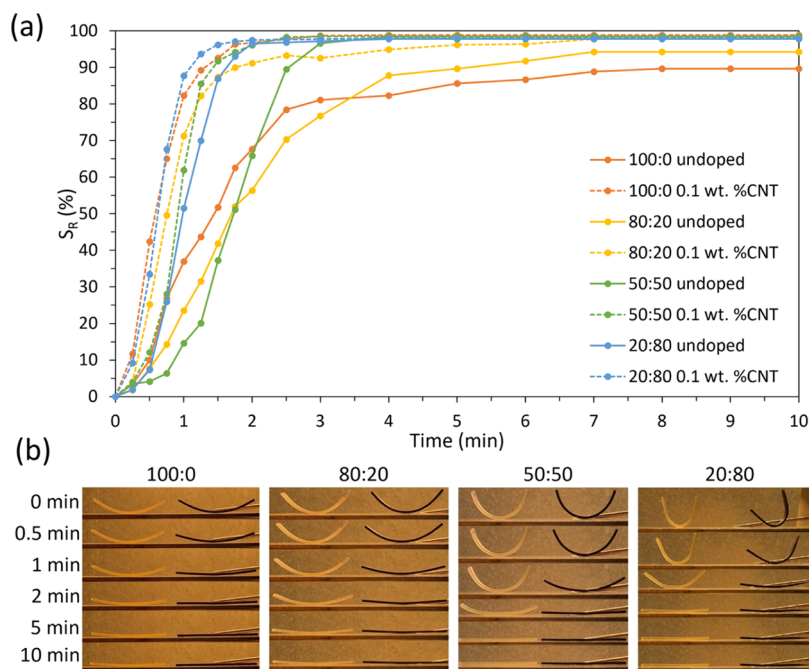 (a)
100
90
80
70
60
50
40
30
20
10
0
S_R (%)
100:0 undoped
100:0 0.1 wt. %CNT
80:20 undoped
80:20 0.1 wt. %CNT
50:50 undoped
50:50 0.1 wt. %CNT
20:80 undoped
20:80 0.1 wt. %CNT
0 1 2 3 4 5 6 7 8 9 10
Time (min)
(b)
100:0 80:20 50:50 20:80
0 min
0.5 min
1 min
2 min
5 min
10 min